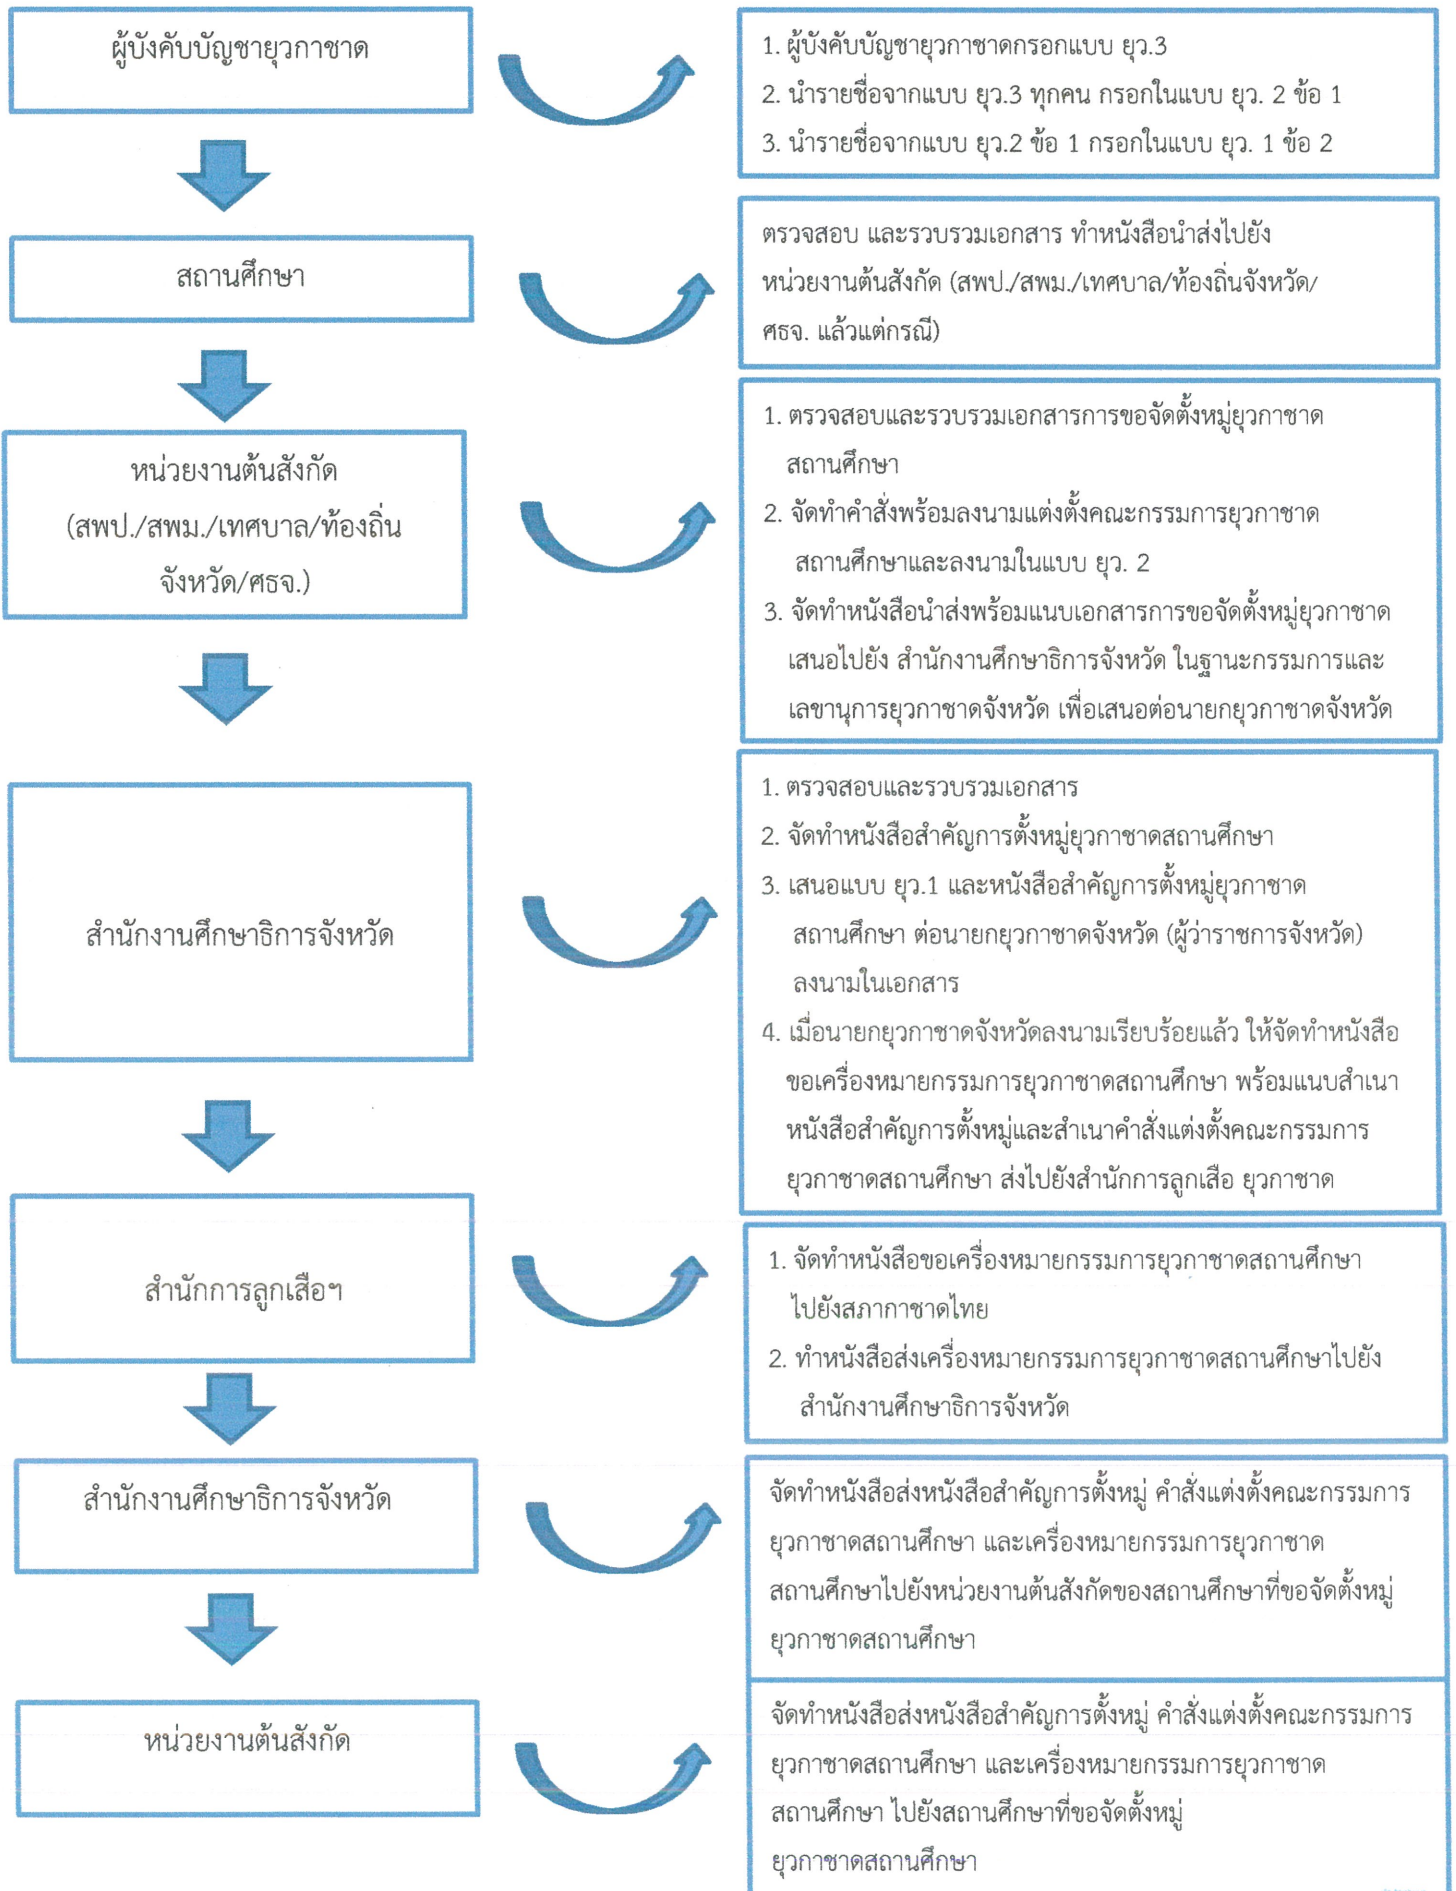 ผู้บังคับบัญชายุวกาชาด
1. ผู้บังคับบัญชายุวกาชาดกรอกแบบ ยุว.3
2. นำรายชื่อจากแบบ ยุว.3 ทุกคน กรอกในแบบ ยุว. 2 ข้อ 1
3. นำรายชื่อจากแบบ ยุว.2 ข้อ 1 กรอกในแบบ ยุว. 1 ข้อ 2
สถานศึกษา
ตรวจสอบ และรวบรวมเอกสาร ทำหนังสือนำส่งไปยัง
หน่วยงานต้นสังกัด (สพป./สพม./เทศบาล/ท้องถิ่นจังหวัด/
ศธจ. แล้วแต่กรณี)
หน่วยงานต้นสังกัด
(สพป./สพม./เทศบาล/ท้องถิ่น
จังหวัด/ศธจ.)
1. ตรวจสอบและรวบรวมเอกสารการขอจัดตั้งหมู่ยุวกาชาด
สถานศึกษา
2. จัดทำคำสั่งพร้อมลงนามแต่งตั้งคณะกรรมการยุวกาชาด
สถานศึกษาและลงนามในแบบ ยุว. 2
3. จัดทำหนังสือนำส่งพร้อมแนบเอกสารการขอจัดตั้งหมู่ยุวกาชาด
เสนอไปยัง สำนักงานศึกษาธิการจังหวัด ในฐานะกรรมการและ
เลขานุการยุวกาชาดจังหวัด เพื่อเสนอต่อนายกยุวกาชาดจังหวัด
สำนักงานศึกษาธิการจังหวัด
1. ตรวจสอบและรวบรวมเอกสาร
2. จัดทำหนังสือสำคัญการตั้งหมู่ยุวกาชาดสถานศึกษา
3. เสนอแบบ ยุว.1 และหนังสือสำคัญการตั้งหมู่ยุวกาชาด
สถานศึกษา ต่อนายกยุวกาชาดจังหวัด (ผู้ว่าราชการจังหวัด)
ลงนามในเอกสาร
4. เมื่อนายกยุวกาชาดจังหวัดลงนามเรียบร้อยแล้ว ให้จัดทำหนังสือ
ขอเครื่องหมายกรรมการยุวกาชาดสถานศึกษา พร้อมแนบสำเนา
หนังสือสำคัญการตั้งหมู่และสำเนาคำสั่งแต่งตั้งคณะกรรมการ
ยุวกาชาดสถานศึกษา ส่งไปยังสำนักการลูกเสือ ยุวกาชาด
สำนักการลูกเสือฯ
1. จัดทำหนังสือขอเครื่องหมายกรรมการยุวกาชาดสถานศึกษา
ไปยังสภากาชาดไทย
2. ทำหนังสือส่งเครื่องหมายกรรมการยุวกาชาดสถานศึกษาไปยัง
สำนักงานศึกษาธิการจังหวัด
สำนักงานศึกษาธิการจังหวัด
จัดทำหนังสือส่งหนังสือสำคัญการตั้งหมู่ คำสั่งแต่งตั้งคณะกรรมการ
ยุวกาชาดสถานศึกษา และเครื่องหมายกรรมการยุวกาชาด
สถานศึกษาไปยังหน่วยงานต้นสังกัดของสถานศึกษาที่ขอจัดตั้งหมู่
ยุวกาชาดสถานศึกษา
หน่วยงานต้นสังกัด
จัดทำหนังสือส่งหนังสือสำคัญการตั้งหมู่ คำสั่งแต่งตั้งคณะกรรมการ
ยุวกาชาดสถานศึกษา และเครื่องหมายกรรมการยุวกาชาด
สถานศึกษา ไปยังสถานศึกษาที่ขอจัดตั้งหมู่
ยุวกาชาดสถานศึกษา